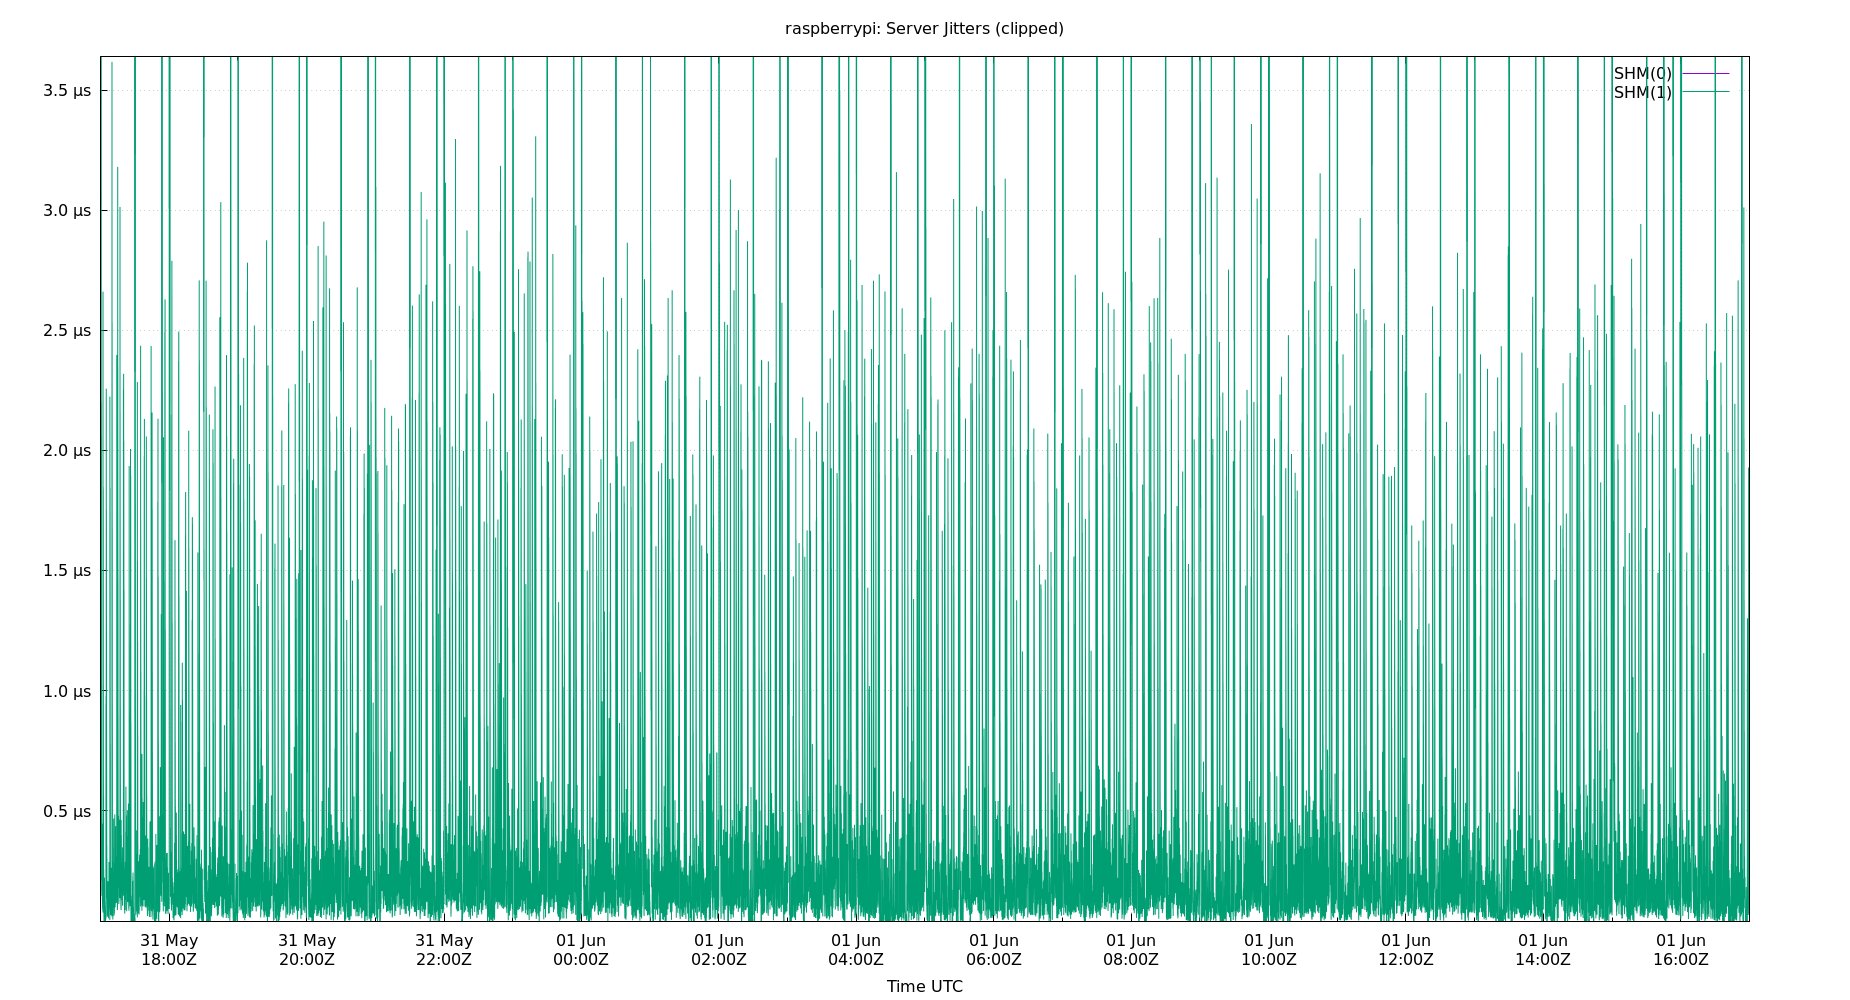 raspberrypi: Server Jitters (clipped)
SHM(0)
SHM(1)
3.5 µs
3.0 µs
2.5 µs
2.0 µs
1.5 µs
1.0 µs
0.5 µs
31 May 31 May 31 May 01 Jun 01 Jun 01 Jun 01 Jun 01 Jun 01 Jun 01 Jun 01 Jun 01 Jun
18:00Z 20:00Z 22:00Z 00:00Z 02:00Z 04:00Z 06:00Z 08:00Z 10:00Z 12:00Z 14:00Z 16:00Z
Time UTC